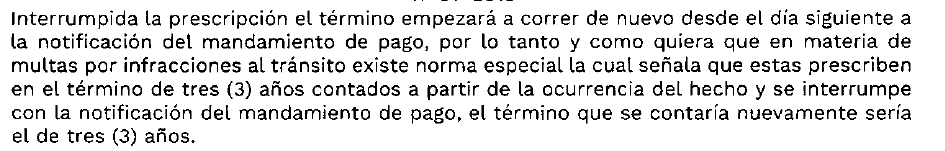 Interrumpida la prescripción el término empezará a correr de nuevo desde el día siguiente a
la notificación del mandamiento de pago, por lo tanto y como quiera que en materia de
multas por infracciones al tránsito existe norma especial la cual señala que estas prescriben
en el término de tres (3) años contados a partir de la ocurrencia del hecho y se interrumpe
con la notificación del mandamiento de pago, el término que se contaría nuevamente sería
el de tres (3) años.